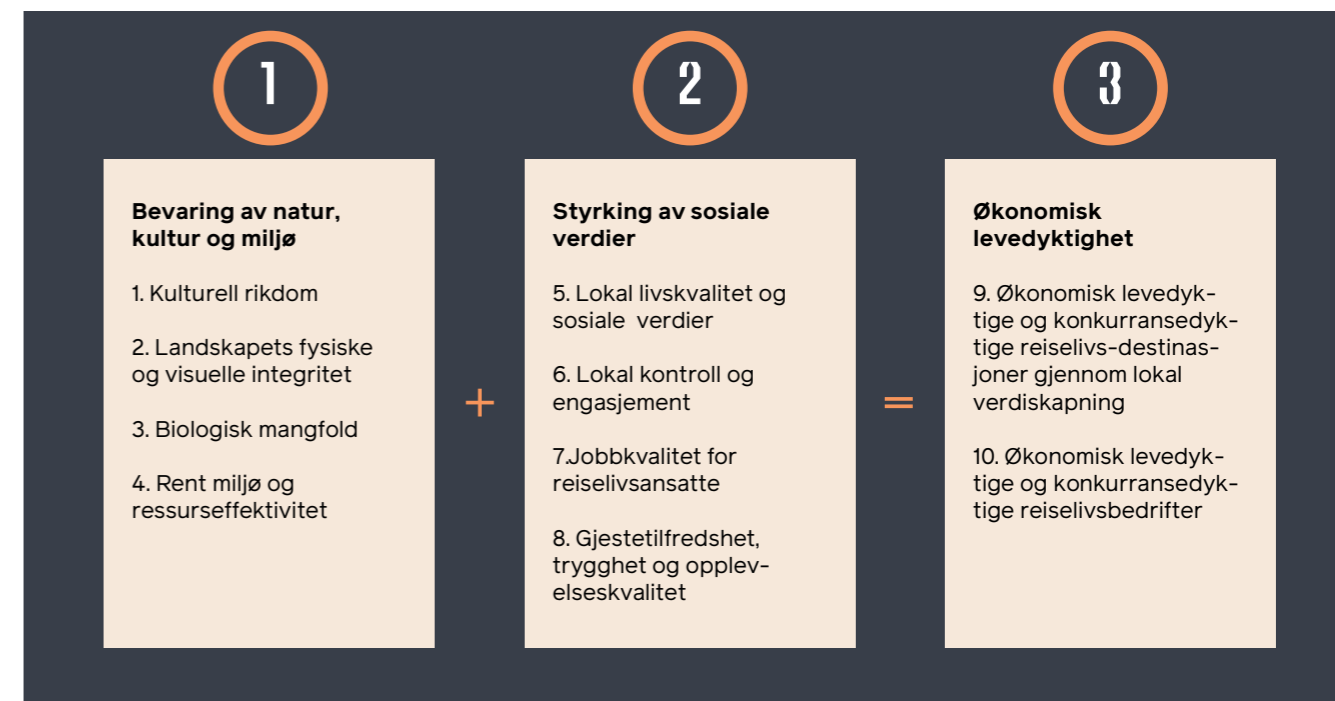 1
Bevaring av natur,
kultur og miljø
1. Kulturell rikdom
2. Landskapets fysiske
og visuelle integritet
3. Biologisk mangfold
4. Rent miljø og
ressurseffektivitet
+
2
Styrking av sosiale
verdier
5. Lokal livskvalitet og
sosiale verdier
6. Lokal kontroll og
engasjement
7.Jobbkvalitet for
reiselivsansatte
8. Gjestetilfredshet,
trygghet og opplev-
elseskvalitet
=
3
Økonomisk
levedyktighet
9. Økonomisk levedyk-
tige og konkurransedyk-
tige reiselivs-destinas-
joner gjennom lokal
verdiskapning
10. Økonomisk levedyk-
tige og konkurransedyk-
tige reiselivsbedrifter